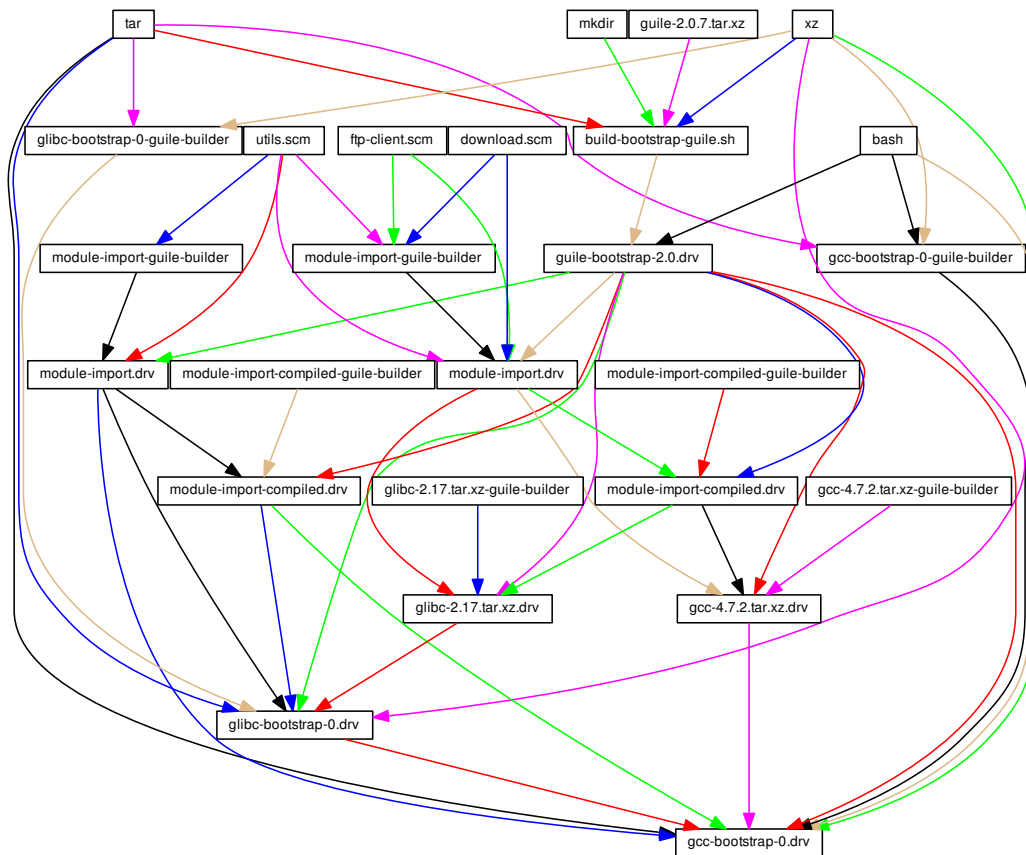 tar
mkdir
guile-2.0.7.tar.xz
xz
glibc-bootstrap-0-guile-builder
utils.scm
ftp-client.scm
download.scm
build-bootstrap-guile.sh
bash
module-import-guile-builder
module-import-guile-builder
guile-bootstrap-2.0.drv
gcc-bootstrap-0-guile-builder
module-import.drv
module-import-compiled-guile-builder
module-import.drv
module-import-compiled-guile-builder
module-import-compiled.drv
glibc-2.17.tar.xz-guile-builder
module-import-compiled.drv
gcc-4.7.2.tar.xz-guile-builder
glibc-2.17.tar.xz.drv
gcc-4.7.2.tar.xz.drv
glibc-bootstrap-0.drv
gcc-bootstrap-0.drv